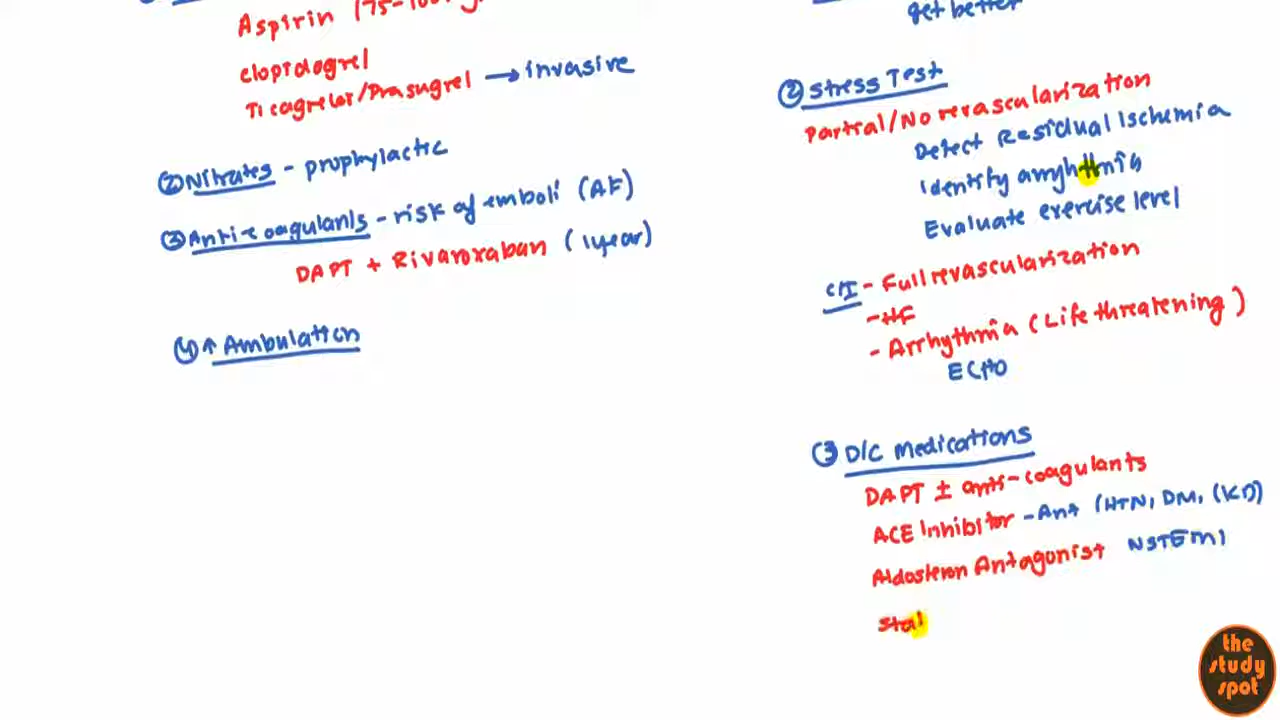 Aspirin (75-100
clopidogrel
Ticagrelor/Prasugrel → invasive
② Nitrates - prophylactic
③ Anti-coagulants - risk of emboli (AF)
DAPT + Rivaroxaban (1year)
④ ↑ Ambulation
get better
② Stress Test
Partial/No revascularization
Detect Residual Ischemia
Identify arryhthmia
Evaluate exercise level
C/I - Full revascularization
- HF
- Arrhythmia (Life threatening)
ECHO
③ D/C Medications
DAPT ± anti-coagulants
ACE Inhibitor - Ant (HTN, DM, CKD)
Aldosteron Antagonist NSTEMI
Stat
the
study
spot